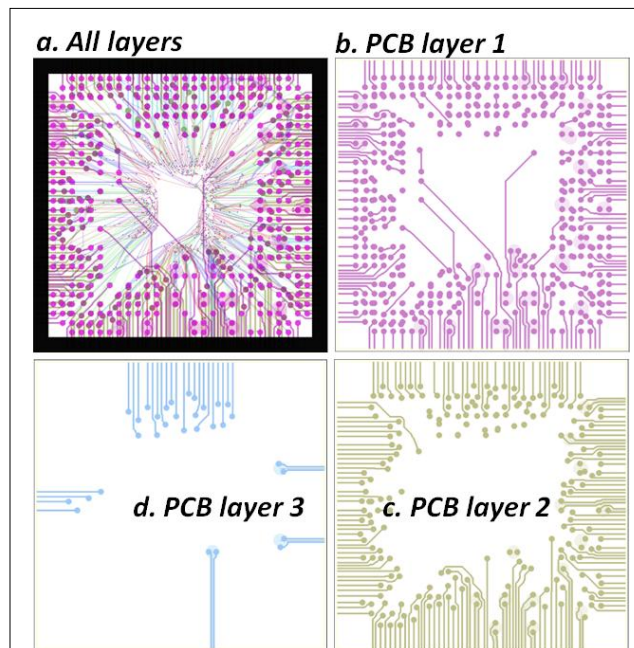 a. All layers
b. PCB layer 1
d. PCB layer 3
c. PCB layer 2